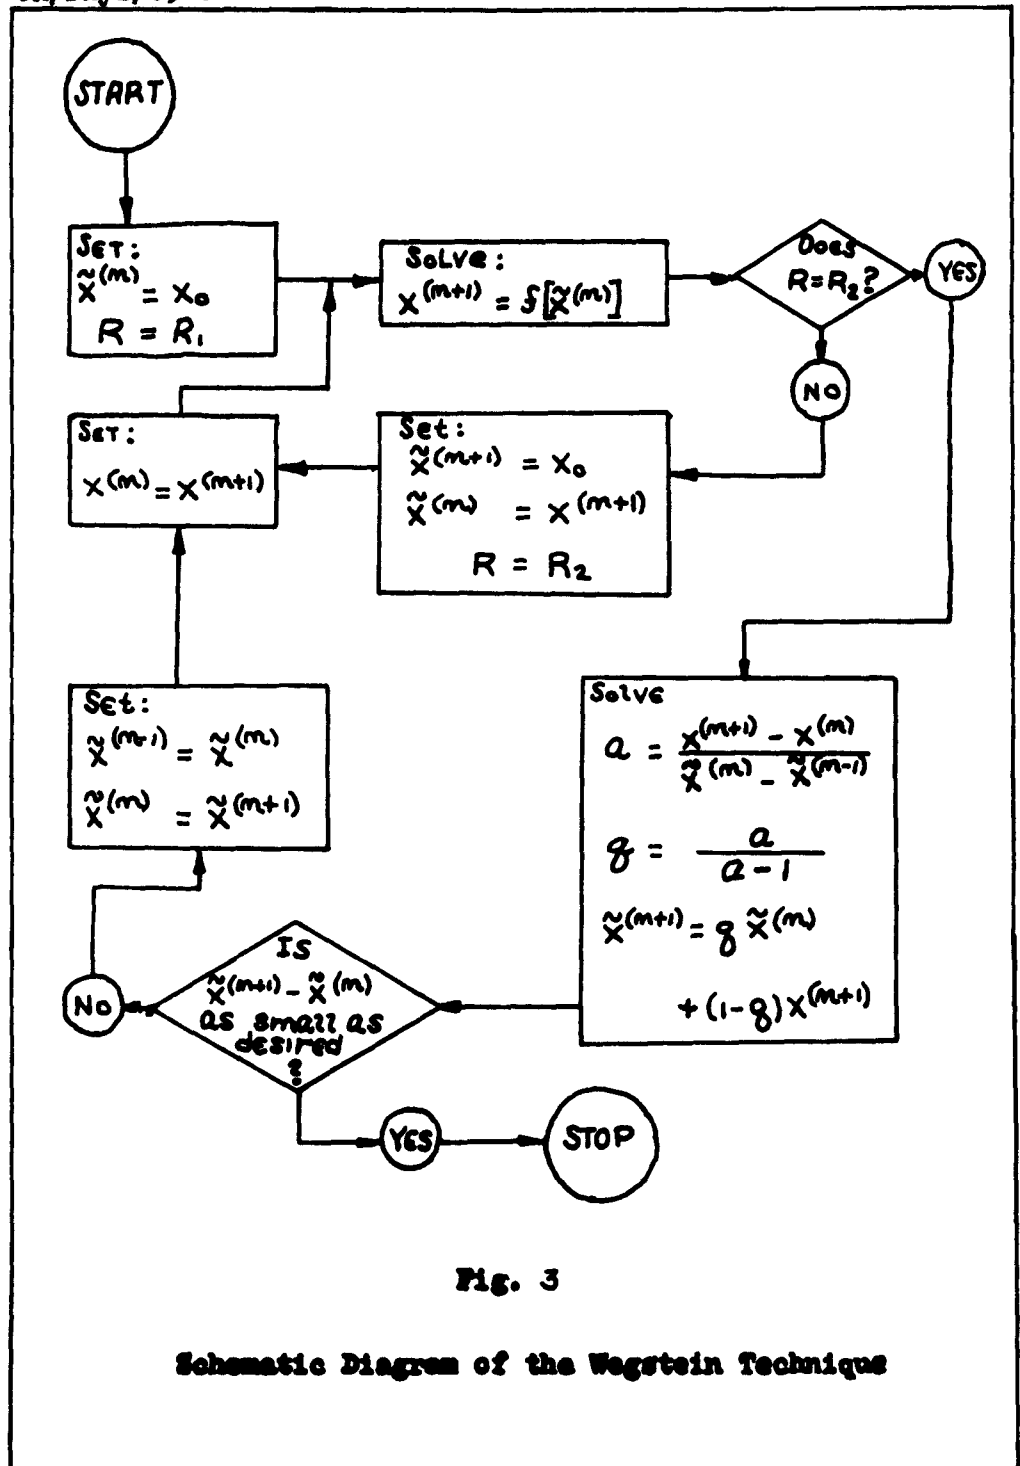 START
SET:
x̃^(m) = x₀
R = R₁
SOLVE:
x^(m+1) = f[x̃^(m)]
Does
R=R₂?
YES
NO
Set:
x̃^(m+1) = x₀
x̃^(m) = x^(m+1)
R = R₂
SET:
x^(m) = x^(m+1)
Set:
x̃^(m-1) = x̃^(m)
x̃^(m) = x̃^(m+1)
Solve
a = (x^(m+1) - x^(m)) / (x̃^(m) - x̃^(m-1))
q = a / (a - 1)
x̃^(m+1) = q x̃^(m)
+ (1-q)x^(m+1)
IS
x̃^(m+1) - x̃^(m)
as small as
desired
?
NO
YES
STOP
Fig. 3
Schematic Diagram of the Wegstein Technique